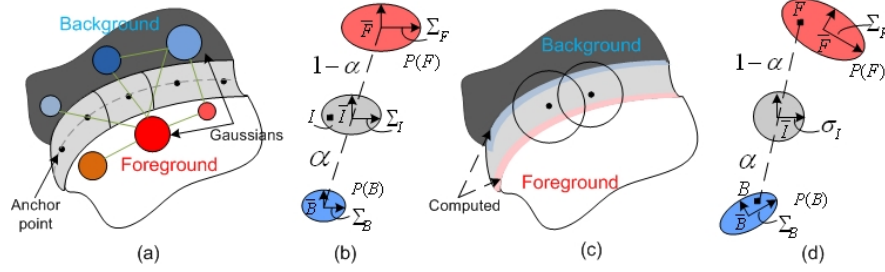 Background
Foreground
Gaussians
Anchor
point
(a)
F̅ Σ_F
P(F)
1-α
I I̅ Σ_I
α
P(B)
B̅ Σ_B
(b)
Background
Foreground
Computed
(c)
F F̅ Σ_F
P(F)
1-α
I̅ σ_I
α
B B̅ P(B)
Σ_B
(d)